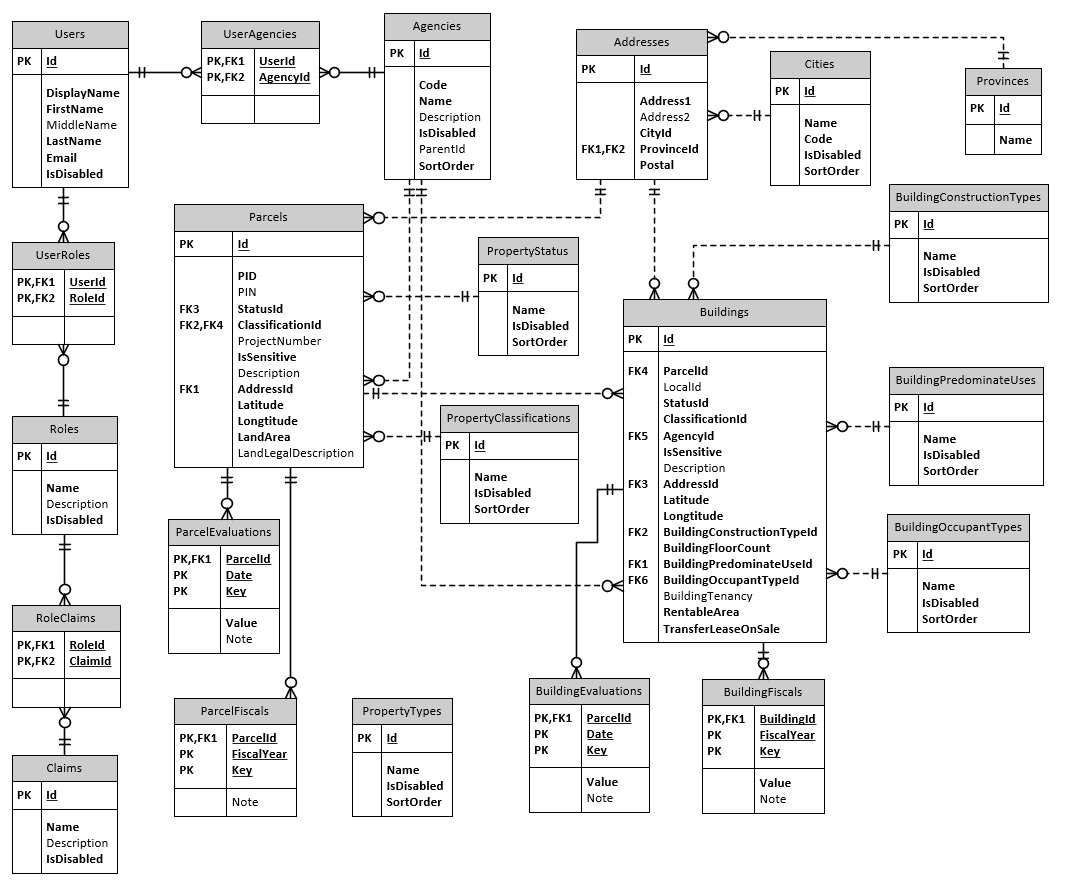 Users
PK Id
DisplayName
FirstName
MiddleName
LastName
Email
IsDisabled
UserAgencies
PK,FK1 UserId
PK,FK2 AgencyId
Agencies
PK Id
Code
Name
Description
IsDisabled
ParentId
SortOrder
Addresses
PK Id
Address1
Address2
CityId
FK1,FK2 ProvinceId
Postal
Cities
PK Id
Name
Code
IsDisabled
SortOrder
Provinces
PK Id
Name
UserRoles
PK,FK1 UserId
PK,FK2 RoleId
Parcels
PK Id
PID
PIN
FK3 StatusId
FK2,FK4 ClassificationId
ProjectNumber
IsSensitive
Description
FK1 AddressId
Latitude
Longtitude
LandArea
LandLegalDescription
PropertyStatus
PK Id
Name
IsDisabled
SortOrder
BuildingConstructionTypes
PK Id
Name
IsDisabled
SortOrder
Buildings
PK Id
FK4 ParcelId
LocalId
StatusId
ClassificationId
FK5 AgencyId
IsSensitive
Description
FK3 AddressId
Latitude
Longtitude
FK2 BuildingConstructionTypeId
BuildingFloorCount
FK1 BuildingPredominateUseId
FK6 BuildingOccupantTypeId
BuildingTenancy
RentableArea
TransferLeaseOnSale
BuildingPredominateUses
PK Id
Name
IsDisabled
SortOrder
PropertyClassifications
PK Id
Name
IsDisabled
SortOrder
Roles
PK Id
Name
Description
IsDisabled
ParcelEvaluations
PK,FK1 ParcelId
PK Date
PK Key
Value
Note
BuildingOccupantTypes
PK Id
Name
IsDisabled
SortOrder
RoleClaims
PK,FK1 RoleId
PK,FK2 ClaimId
ParcelFiscals
PK,FK1 ParcelId
PK FiscalYear
PK Key
Note
PropertyTypes
PK Id
Name
IsDisabled
SortOrder
BuildingEvaluations
PK,FK1 ParcelId
PK Date
PK Key
Value
Note
BuildingFiscals
PK,FK1 BuildingId
PK FiscalYear
PK Key
Value
Note
Claims
PK Id
Name
Description
IsDisabled